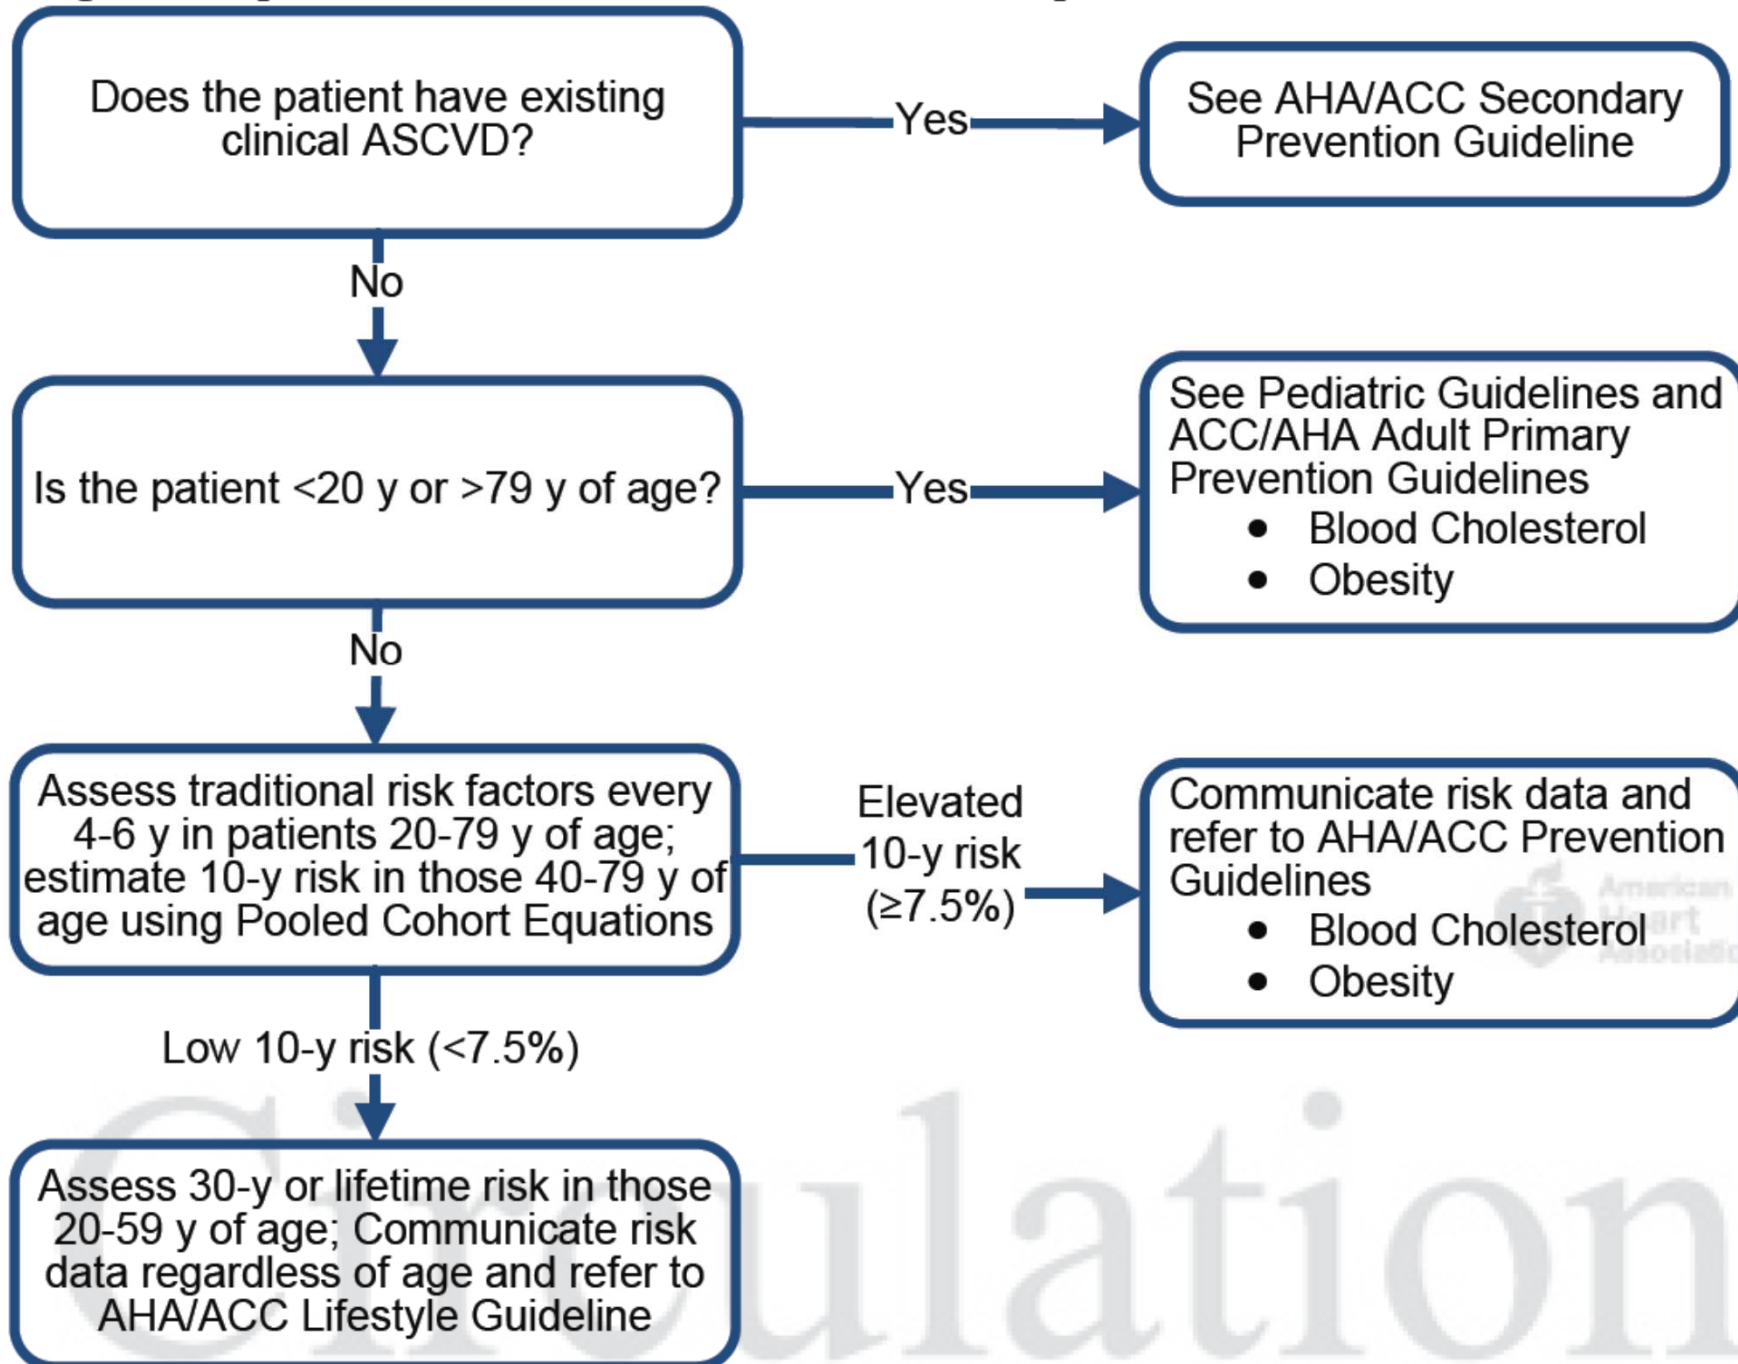 Does the patient have existing
clinical ASCVD?
Yes
See AHA/ACC Secondary
Prevention Guideline
No
Is the patient <20 y or >79 y of age?
Yes
See Pediatric Guidelines and
ACC/AHA Adult Primary
Prevention Guidelines
• Blood Cholesterol
• Obesity
No
Assess traditional risk factors every
4-6 y in patients 20-79 y of age;
estimate 10-y risk in those 40-79 y of
age using Pooled Cohort Equations
Elevated
10-y risk
(≥7.5%)
Communicate risk data and
refer to AHA/ACC Prevention
Guidelines
• Blood Cholesterol
• Obesity
American
Heart
Low 10-y risk (<7.5%)
Assess 30-y or lifetime risk in those
20-59 y of age; Communicate risk
data regardless of age and refer to
AHA/ACC Lifestyle Guideline
Circulation